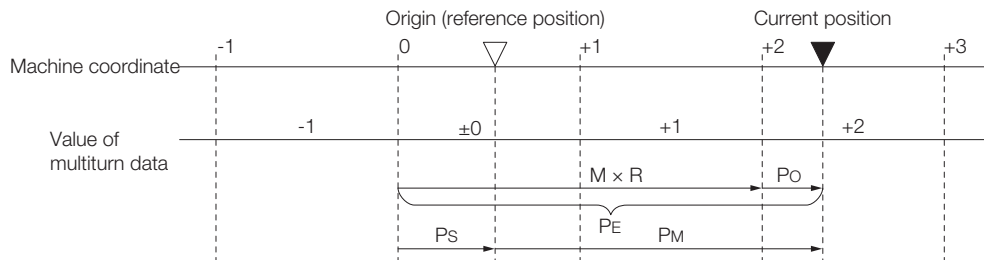 Origin (reference position) Current position
-1 0 +1 +2 +3
Machine coordinate
Value of multiturn data
-1 ±0 +1 +2
M × R PO
PE
PS PM